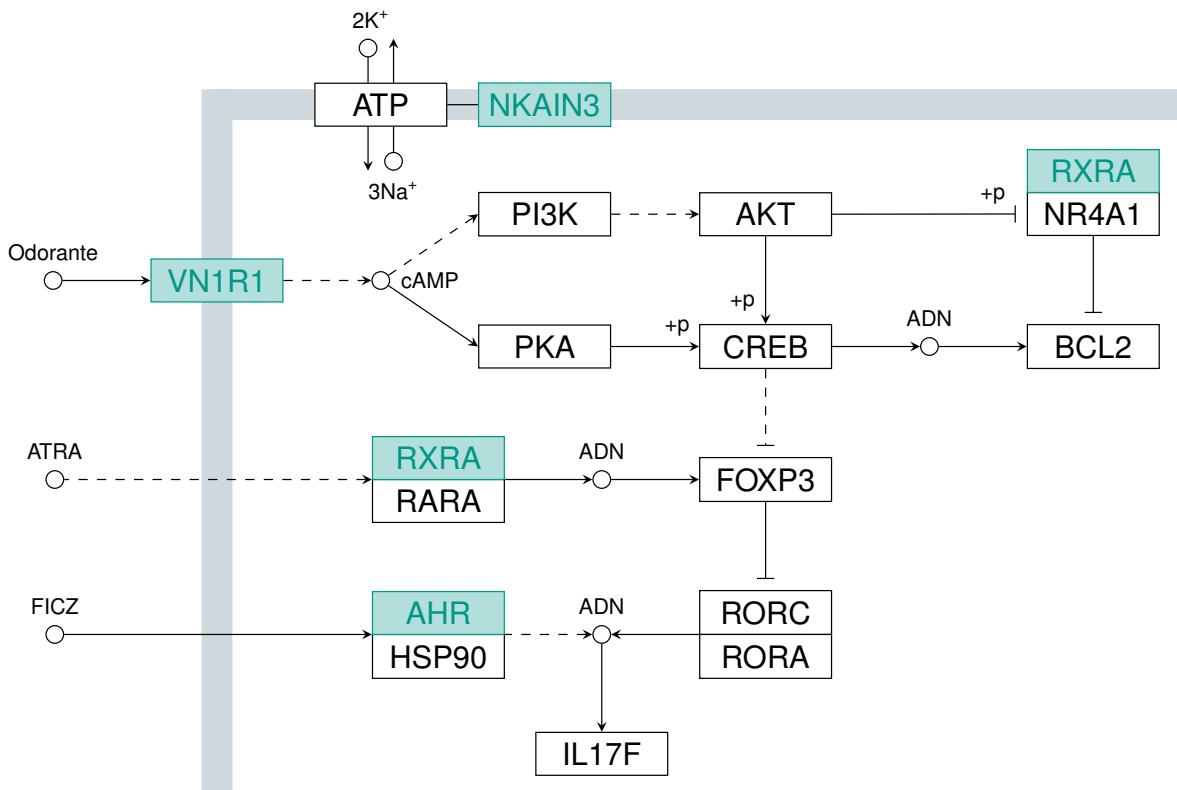 2K⁺
ATP
NKAIN3
3Na⁺
RXRA
PI3K
AKT
+p
NR4A1
Odorante
VN1R1
cAMP
+p
+p
ADN
PKA
CREB
BCL2
ATRA
RXRA
ADN
RARA
FOXP3
FICZ
AHR
ADN
RORC
HSP90
RORA
IL17F